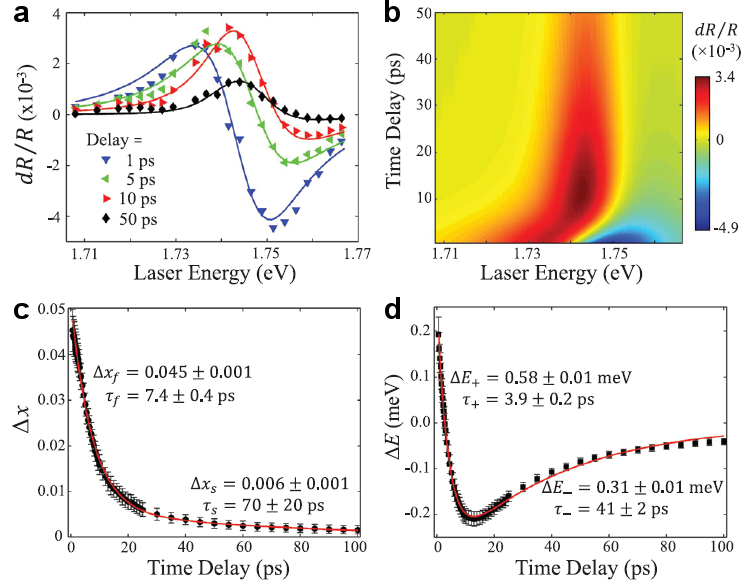 a
4
2
0
-2
-4
dR/R (x10⁻³)
Delay =
1 ps
5 ps
10 ps
50 ps
1.71
1.73
1.75
1.77
Laser Energy (eV)
b
50
40
30
20
10
Time Delay (ps)
1.71
1.73
1.75
Laser Energy (eV)
dR/R
(×10⁻³)
3.4
0
-4.9
c
0.05
0.04
0.03
0.02
0.01
0
Δx
Δx_f = 0.045 ± 0.001
τ_f = 7.4 ± 0.4 ps
Δx_s = 0.006 ± 0.001
τ_s = 70 ± 20 ps
0
20
40
60
80
100
Time Delay (ps)
d
0.2
0.1
0.0
-0.1
-0.2
ΔE (meV)
ΔE₊ = 0.58 ± 0.01 meV
τ₊ = 3.9 ± 0.2 ps
ΔE₋ = 0.31 ± 0.01 meV
τ₋ = 41 ± 2 ps
0
20
40
60
80
100
Time Delay (ps)